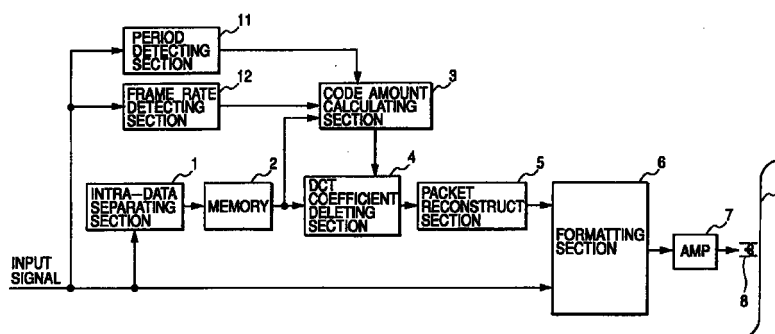 11
PERIOD
DETECTING
SECTION
12
FRAME RATE
DETECTING
SECTION
3
CODE AMOUNT
CALCULATING
SECTION
1
INTRA-DATA
SEPARATING
SECTION
2
MEMORY
4
DCT
COEFFICIENT
DELETING
SECTION
5
PACKET
RECONSTRUCT
SECTION
6
FORMATTING
SECTION
7
AMP
8
INPUT
SIGNAL